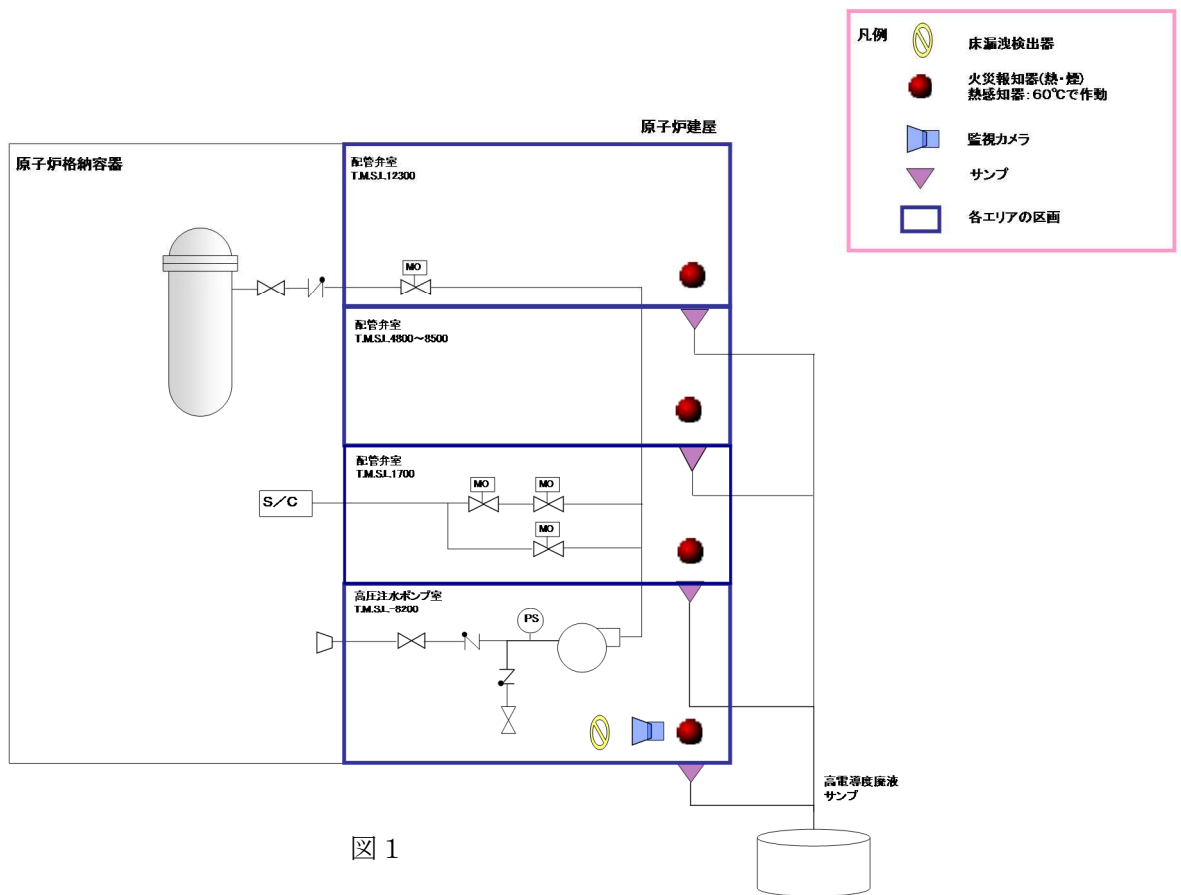 凡例
床漏洩検出器
火災報知器(熱・煙)
熱感知器:60℃で作動
監視カメラ
サンプ
各エリアの区画
原子炉建屋
原子炉格納容器
配管弁室
T.M.S.L.12300
MO
配管弁室
T.M.S.L.4800～8500
配管弁室
T.M.S.L.1700
MO MO
S/C
MO
高圧注水ポンプ室
T.M.S.L.-8200
PS
高電導度廃液
サンプ
図1